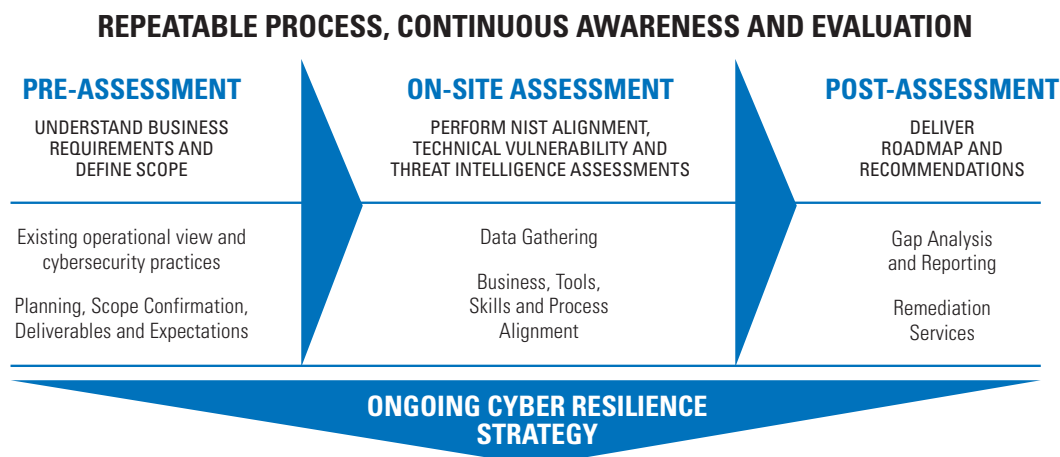 REPEATABLE PROCESS, CONTINUOUS AWARENESS AND EVALUATION
PRE-ASSESSMENT
UNDERSTAND BUSINESS
REQUIREMENTS AND
DEFINE SCOPE
Existing operational view and
cybersecurity practices
Planning, Scope Confirmation,
Deliverables and Expectations
ON-SITE ASSESSMENT
PERFORM NIST ALIGNMENT,
TECHNICAL VULNERABILITY AND
THREAT INTELLIGENCE ASSESSMENTS
Data Gathering
Business, Tools,
Skills and Process
Alignment
POST-ASSESSMENT
DELIVER
ROADMAP AND
RECOMMENDATIONS
Gap Analysis
and Reporting
Remediation
Services
ONGOING CYBER RESILIENCE
STRATEGY